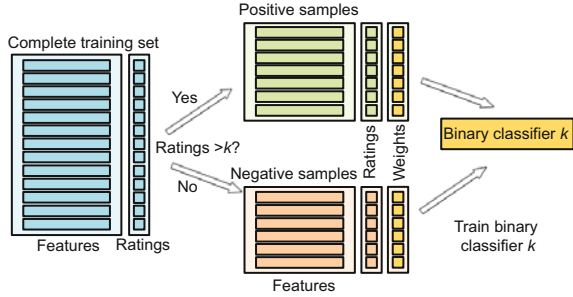 Positive samples
Complete training set
Yes
Ratings >k?
No
Features
Ratings
Ratings
Weights
Negative samples
Features
Binary classifier k
Train binary
classifier k